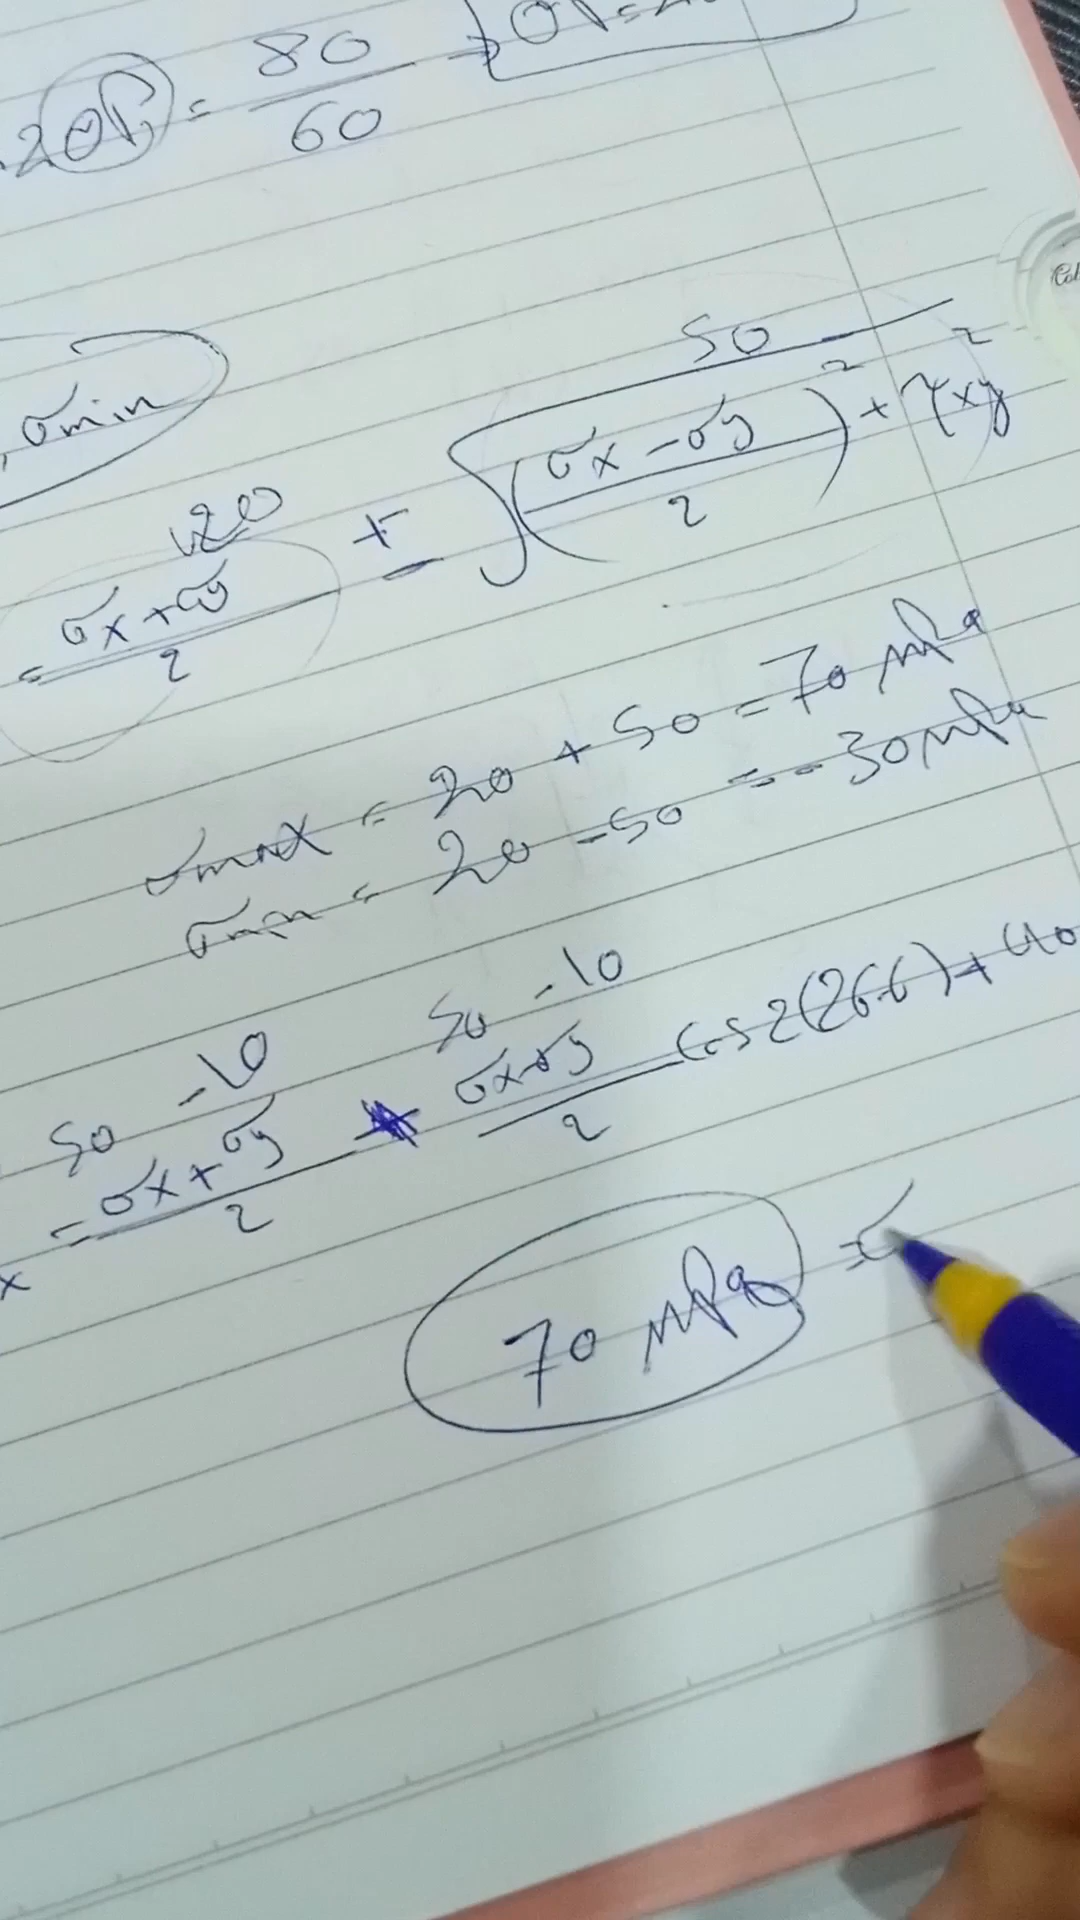 2θP = 80/60
σmin
50
20
= σx+σy/2 ± √(σx-σy/2)² + τxy²
σmax = 20 + 50 = 70 MPa
σmin = 20 - 50 = -30 MPa
50 -10 50 -10
x = σx+σy/2 + σx-σy/2 Cos2(26.6) + 40
70 MPa = σ